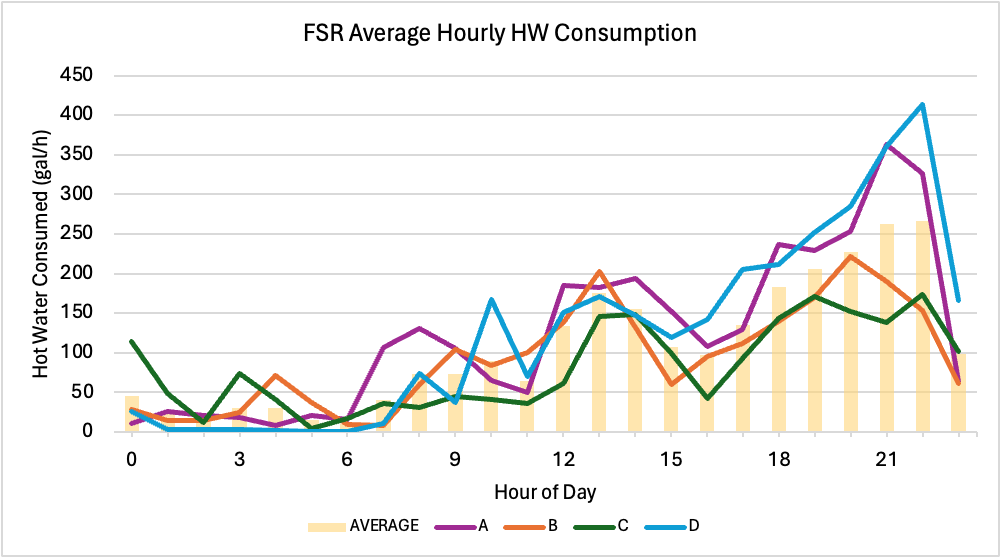 FSR Average Hourly HW Consumption
Hot Water Consumed (gal/h)
450
400
350
300
250
200
150
100
50
0
0 3 6 9 12 15 18 21
Hour of Day
AVERAGE A B C D